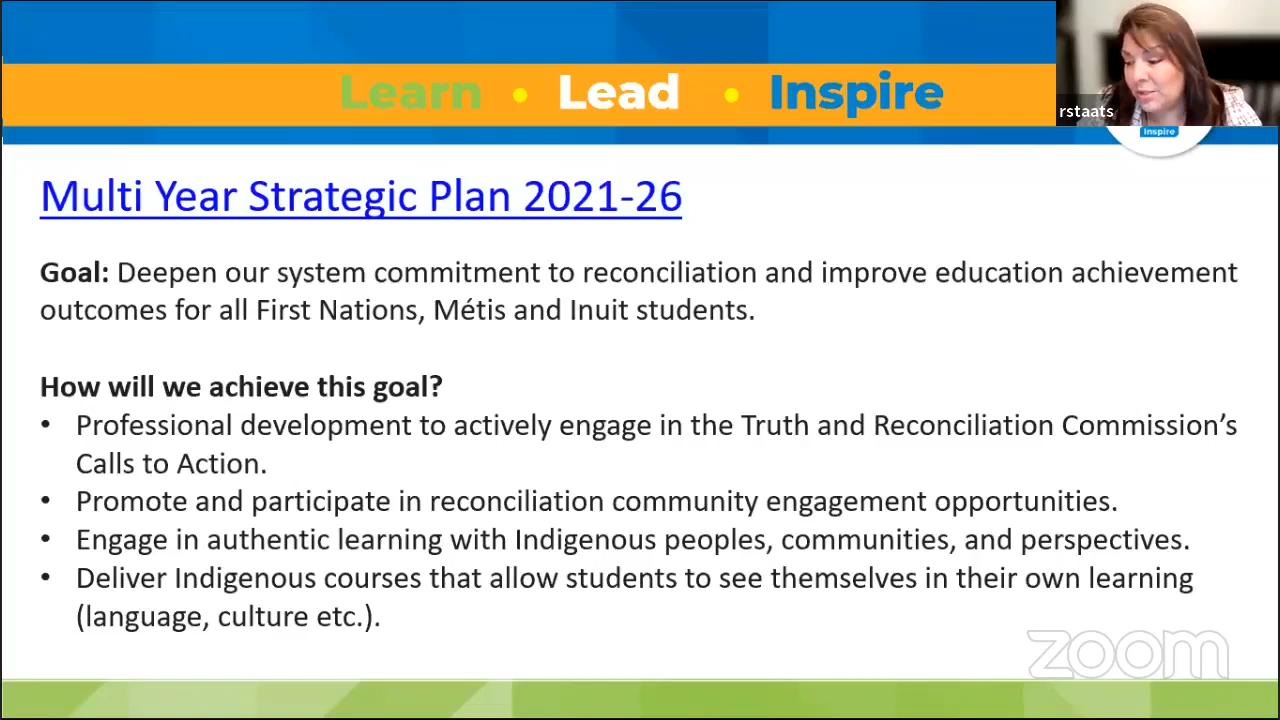 Learn • Lead • Inspire
rstaats
Inspire
Multi Year Strategic Plan 2021-26
Goal: Deepen our system commitment to reconciliation and improve education achievement
outcomes for all First Nations, Métis and Inuit students.
How will we achieve this goal?
• Professional development to actively engage in the Truth and Reconciliation Commission’s
Calls to Action.
• Promote and participate in reconciliation community engagement opportunities.
• Engage in authentic learning with Indigenous peoples, communities, and perspectives.
• Deliver Indigenous courses that allow students to see themselves in their own learning
(language, culture etc.).
zoom